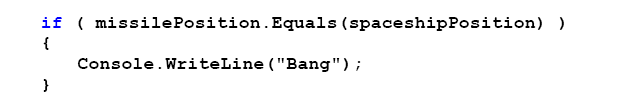 if ( missilePosition.Equals(spaceshipPosition) )
{
    Console.WriteLine("Bang");
}